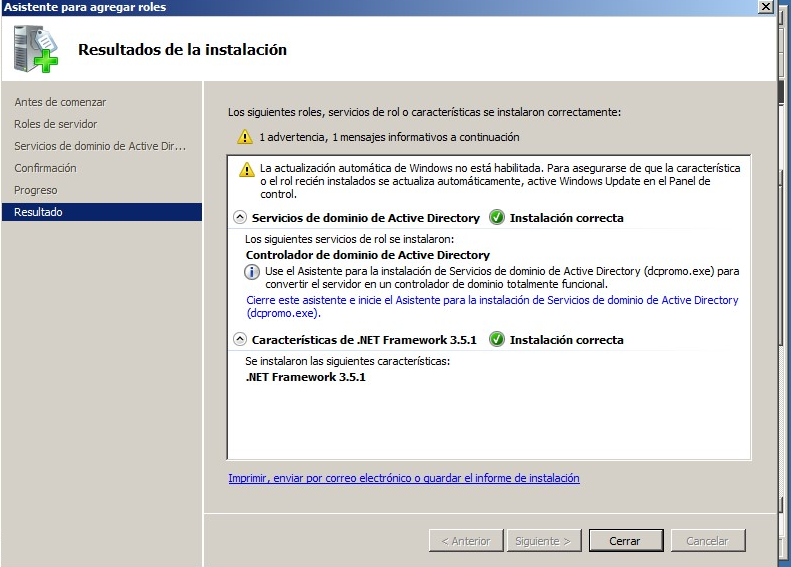 Asistente para agregar roles
Resultados de la instalación
Antes de comenzar
Roles de servidor
Servicios de dominio de Active Dir...
Confirmación
Progreso
Resultado
Los siguientes roles, servicios de rol o características se instalaron correctamente:
1 advertencia, 1 mensajes informativos a continuación
La actualización automática de Windows no está habilitada. Para asegurarse de que la característica
o el rol recién instalados se actualiza automáticamente, active Windows Update en el Panel de
control.
Servicios de dominio de Active Directory Instalación correcta
Los siguientes servicios de rol se instalaron:
Controlador de dominio de Active Directory
Use el Asistente para la instalación de Servicios de dominio de Active Directory (dcpromo.exe) para
convertir el servidor en un controlador de dominio totalmente funcional.
Cierre este asistente e inicie el Asistente para la instalación de Servicios de dominio de Active Directory
(dcpromo.exe).
Características de .NET Framework 3.5.1 Instalación correcta
Se instalaron las siguientes características:
.NET Framework 3.5.1
Imprimir, enviar por correo electrónico o guardar el informe de instalación
< Anterior Siguiente > Cerrar Cancelar